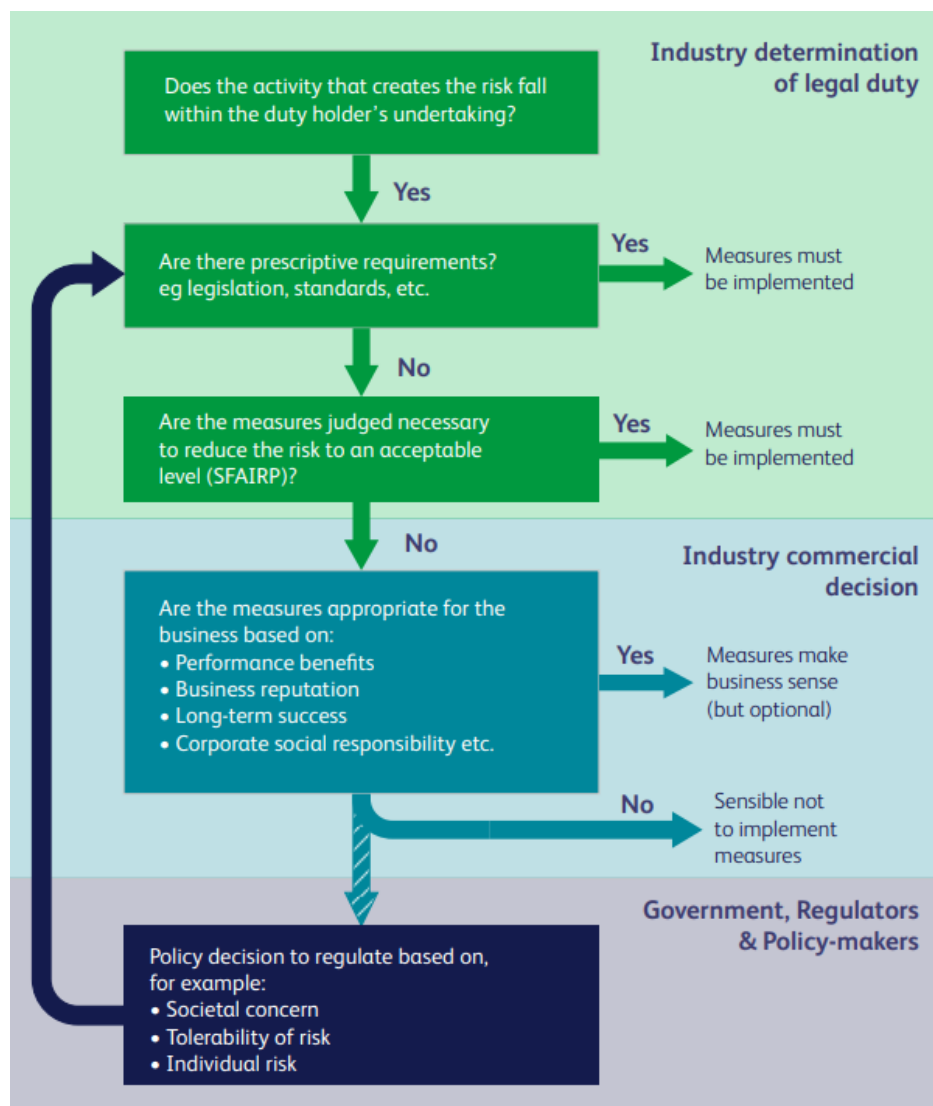 Industry determination
of legal duty
Does the activity that creates the risk fall
within the duty holder's undertaking?
Yes
Are there prescriptive requirements?
eg legislation, standards, etc.
Yes
Measures must
be implemented
No
Are the measures judged necessary
to reduce the risk to an acceptable
level (SFAIRP)?
Yes
Measures must
be implemented
No
Industry commercial
decision
Are the measures appropriate for the
business based on:
• Performance benefits
• Business reputation
• Long-term success
• Corporate social responsibility etc.
Yes
Measures make
business sense
(but optional)
No
Sensible not
to implement
measures
Government, Regulators
& Policy-makers
Policy decision to regulate based on,
for example:
• Societal concern
• Tolerability of risk
• Individual risk